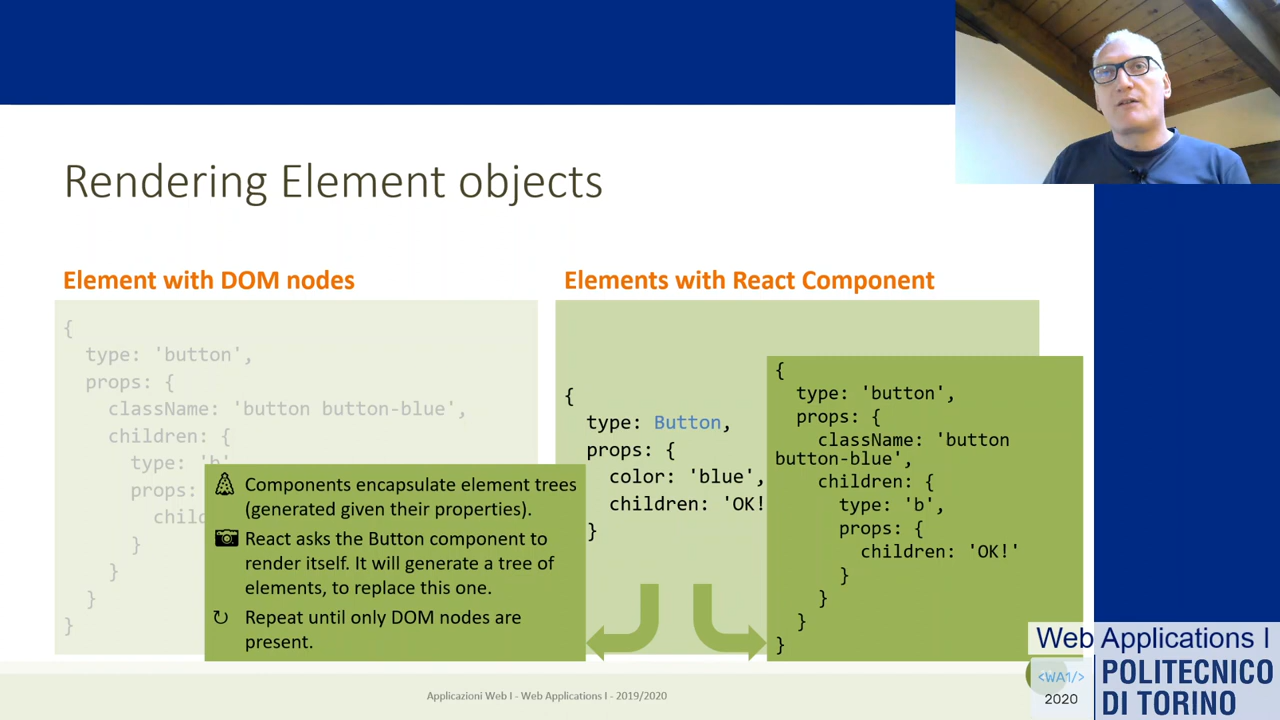 Rendering Element objects
Element with DOM nodes
{
type: 'button',
props: {
className: 'button button-blue',
children: {
type: 'b'
props:
}
}
}
}
Components encapsulate element trees
(generated given their properties).
React asks the Button component to
render itself. It will generate a tree of
elements, to replace this one.
Repeat until only DOM nodes are
present.
Elements with React Component
{
type: Button,
props: {
color: 'blue',
children: 'OK!
}
{
type: 'button',
props: {
className: 'button
button-blue',
children: {
type: 'b',
props: {
children: 'OK!'
}
}
}
}
Applicazioni Web I - Web Applications I - 2019/2020
Web Applications I
<WA1/>
2020
POLITECNICO
DI TORINO